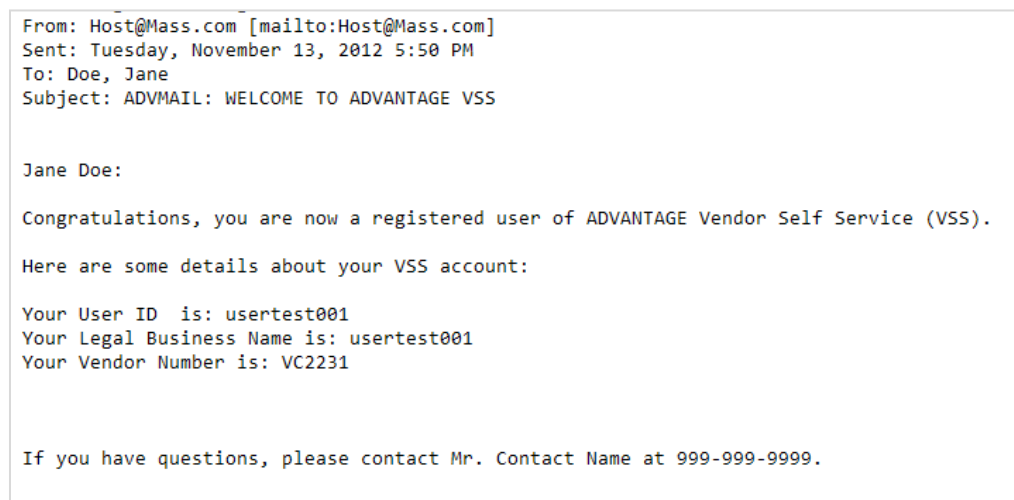 From: Host@Mass.com [mailto:Host@Mass.com]
Sent: Tuesday, November 13, 2012 5:50 PM
To: Doe, Jane
Subject: ADVMAIL: WELCOME TO ADVANTAGE VSS
Jane Doe:
Congratulations, you are now a registered user of ADVANTAGE Vendor Self Service (VSS).
Here are some details about your VSS account:
Your User ID  is: usertest001
Your Legal Business Name is: usertest001
Your Vendor Number is: VC2231
If you have questions, please contact Mr. Contact Name at 999-999-9999.